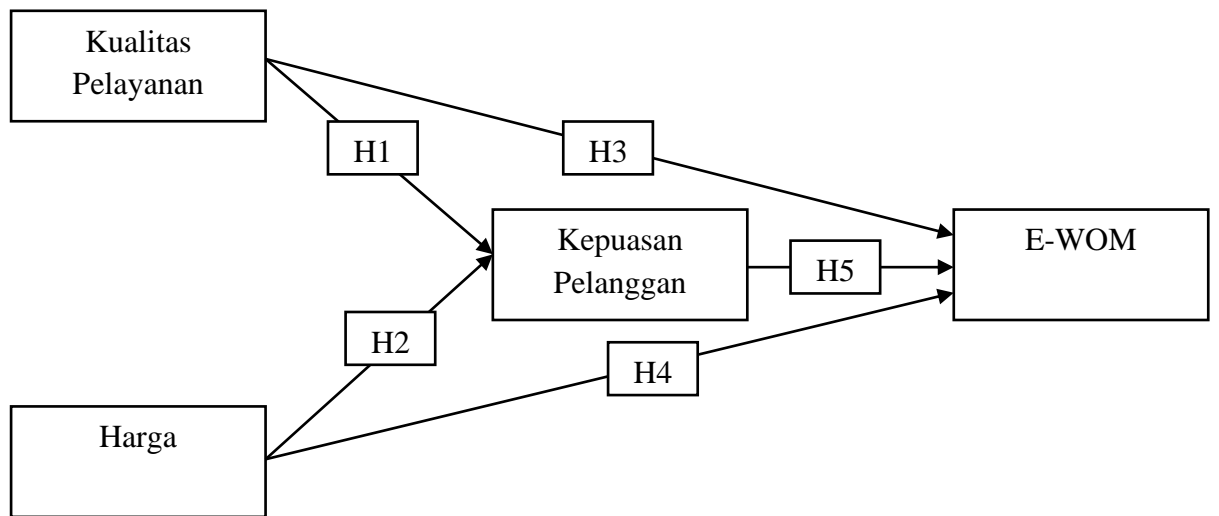 Kualitas
Pelayanan
H1
H3
Kepuasan
Pelanggan
H5
E-WOM
H2
H4
Harga